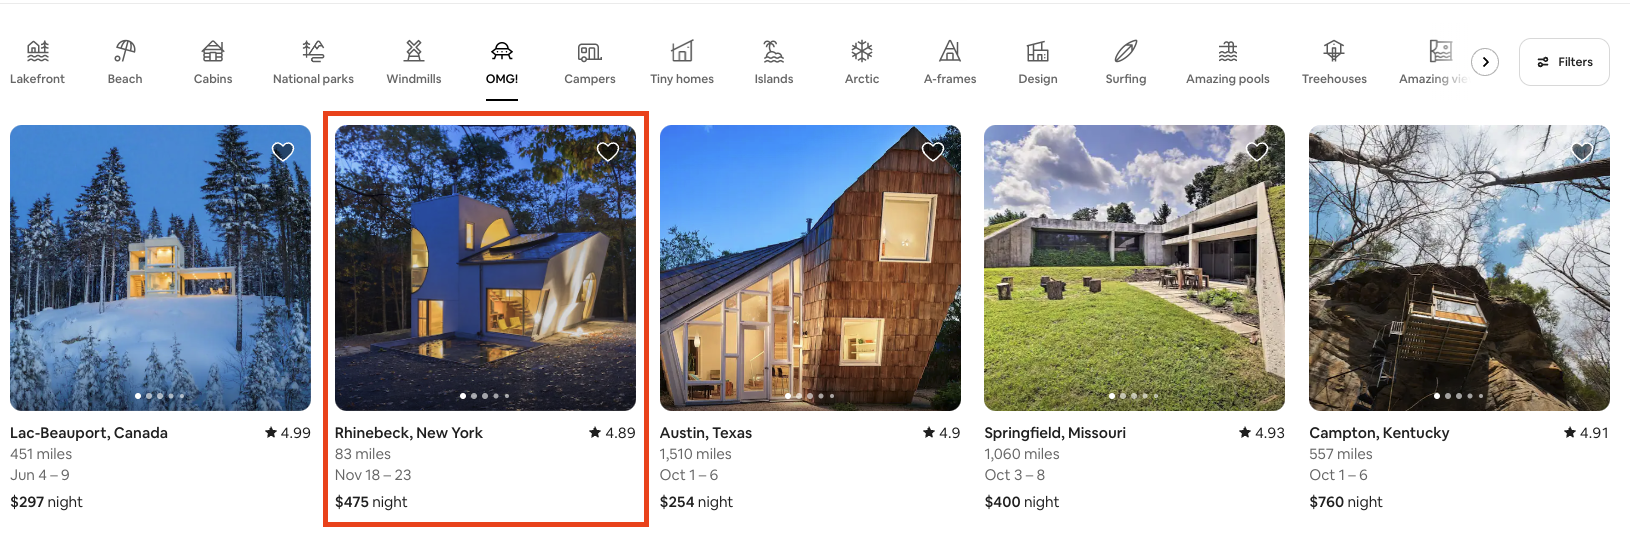 Lakefront
Beach
Cabins
National parks
Windmills
OMG!
Campers
Tiny homes
Islands
Arctic
A-frames
Design
Surfing
Amazing pools
Treehouses
Amazing
Filters
Lac-Beauport, Canada
4.99
451 miles
Jun 4 – 9
$297 night
Rhinebeck, New York
4.89
83 miles
Nov 18 – 23
$475 night
Austin, Texas
4.9
1,510 miles
Oct 1 – 6
$254 night
Springfield, Missouri
4.93
1,060 miles
Oct 3 – 8
$400 night
Campton, Kentucky
4.91
557 miles
Oct 1 – 6
$760 night